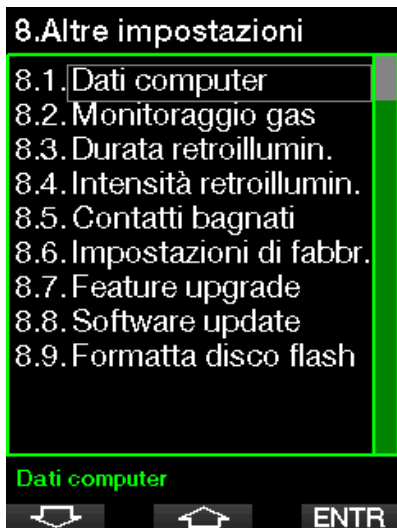 8.Altre impostazioni
8.1. Dati computer
8.2. Monitoraggio gas
8.3. Durata retroillumin.
8.4. Intensità retroillumin.
8.5. Contatti bagnati
8.6. Impostazioni di fabbr.
8.7. Feature upgrade
8.8. Software update
8.9. Formatta disco flash
Dati computer
ENTR